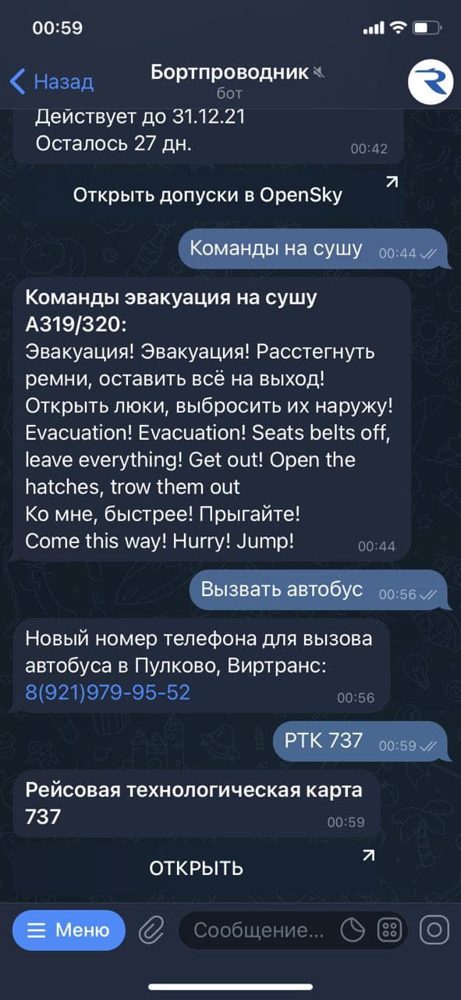 00:59
Назад
Бортпроводник
бот
Действует до 31.12.21
Осталось 27 дн.
00:42
Открыть допуски в OpenSky
Команды на сушу
00:44
Команды эвакуация на сушу
А319/320:
Эвакуация! Эвакуация! Расстегнуть
ремни, оставить всё на выход!
Открыть люки, выбросить их наружу!
Evacuation! Evacuation! Seats belts off,
leave everything! Get out! Open the
hatches, trow them out
Ко мне, быстрее! Прыгайте!
Come this way! Hurry! Jump!
00:44
Вызвать автобус
00:56
Новый номер телефона для вызова
автобуса в Пулково, Виртранс:
8(921)979-95-52
00:56
РТК 737
00:59
Рейсовая технологическая карта
737
00:59
ОТКРЫТЬ
Меню
Сообщение...